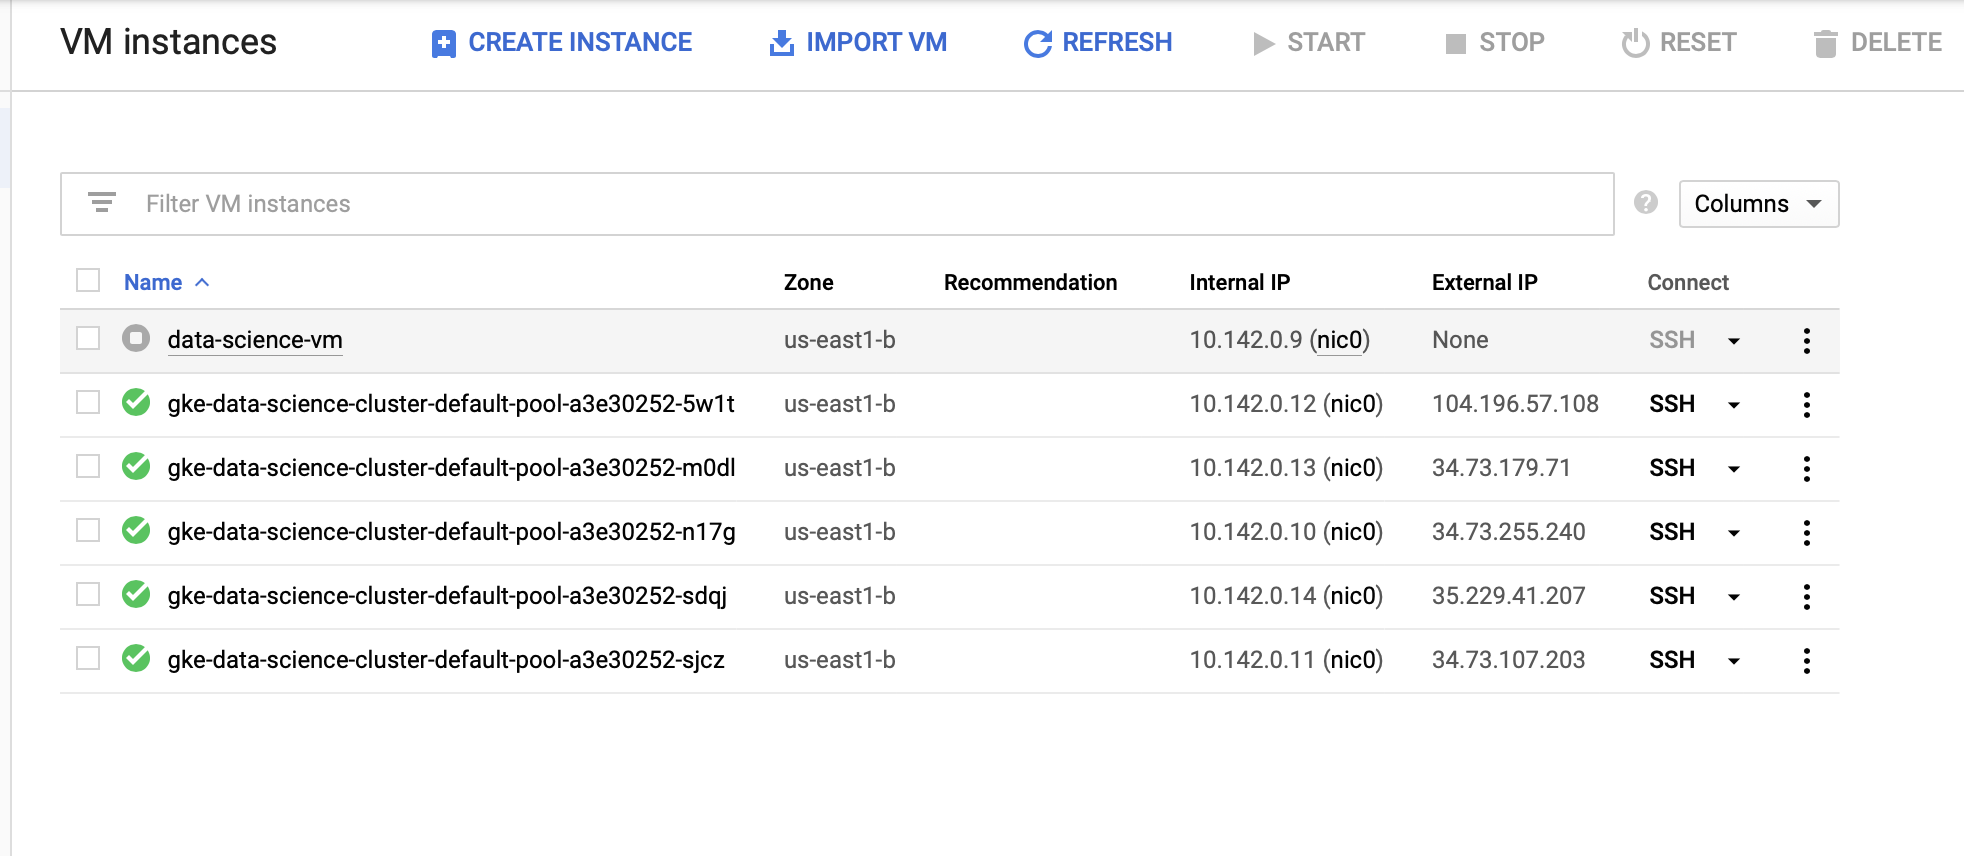 VM instances CREATE INSTANCE IMPORT VM REFRESH START STOP RESET DELETE
Filter VM instances ? Columns
Name Zone Recommendation Internal IP External IP Connect
data-science-vm us-east1-b 10.142.0.9 (nic0) None SSH
gke-data-science-cluster-default-pool-a3e30252-5w1t us-east1-b 10.142.0.12 (nic0) 104.196.57.108 SSH
gke-data-science-cluster-default-pool-a3e30252-m0dl us-east1-b 10.142.0.13 (nic0) 34.73.179.71 SSH
gke-data-science-cluster-default-pool-a3e30252-n17g us-east1-b 10.142.0.10 (nic0) 34.73.255.240 SSH
gke-data-science-cluster-default-pool-a3e30252-sdqj us-east1-b 10.142.0.14 (nic0) 35.229.41.207 SSH
gke-data-science-cluster-default-pool-a3e30252-sjcz us-east1-b 10.142.0.11 (nic0) 34.73.107.203 SSH